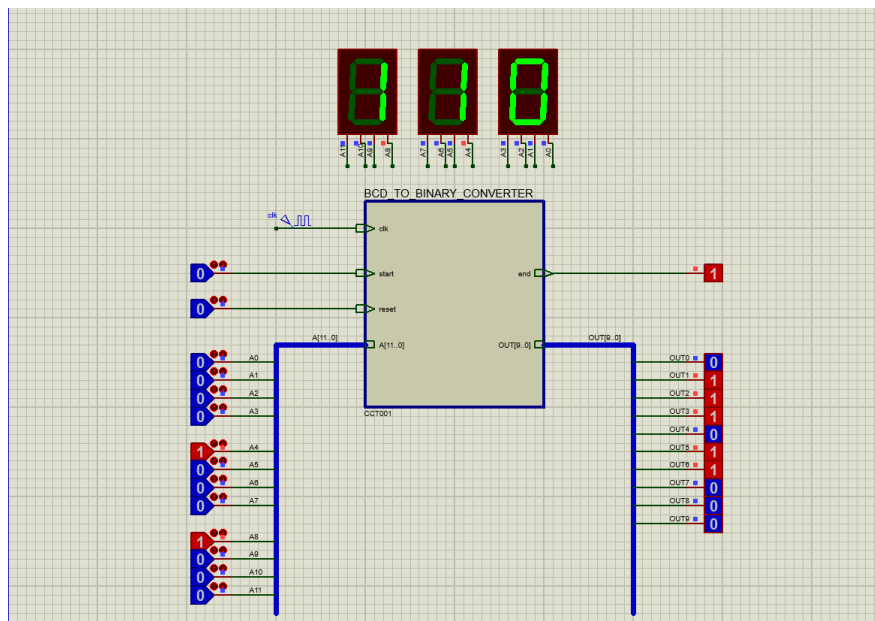 1 1 0
A11 A10 A9 A8 A7 A6 A5 A4 A3 A2 A1 A0
BCD_TO_BINARY_CONVERTER
clk
clk
0 start end 1
0 reset
A[11..0] A[11..0] OUT[9..0] OUT[9..0]
0 A0 OUT0 0
0 A1 OUT1 1
0 A2 OUT2 1
0 A3 OUT3 1
CCT001
OUT4 0
1 A4 OUT5 1
0 A5 OUT6 1
0 A6 OUT7 0
0 A7 OUT8 0
OUT9 0
1 A8
0 A9
0 A10
0 A11